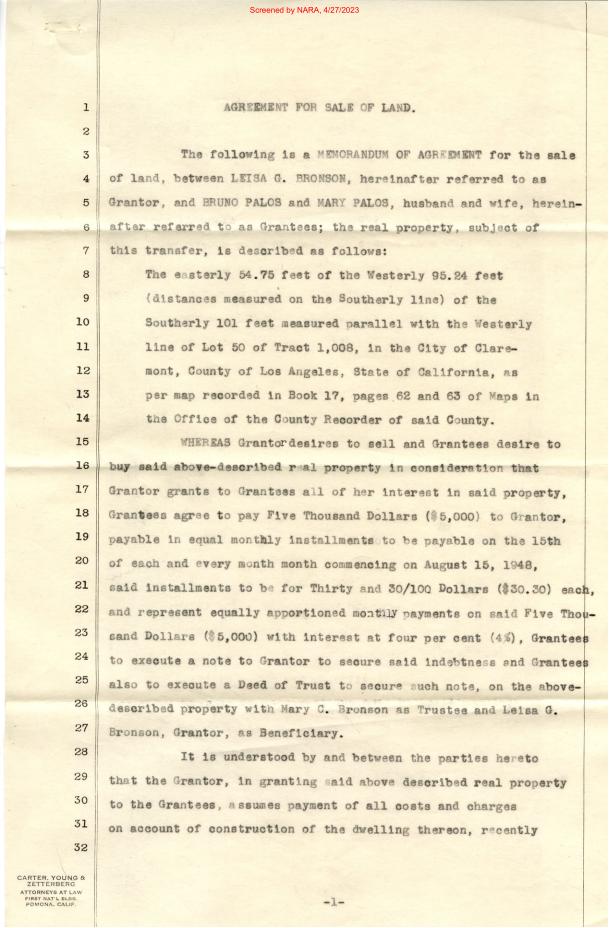 Screened by NARA, 4/27/2023
1 AGREEMENT FOR SALE OF LAND.
2
3 The following is a MEMORANDUM OF AGREEMENT for the sale
4 of land, between LEISA G. BRONSON, hereinafter referred to as
5 Grantor, and BRUNO PALOS and MARY PALOS, husband and wife, herein-
6 after referred to as Grantees; the real property, subject of
7 this transfer, is described as follows:
8 The easterly 54.75 feet of the Westerly 95.24 feet
9 (distances measured on the Southerly line) of the
10 Southerly 101 feet measured parallel with the Westerly
11 line of Lot 50 of Tract 1,008, in the City of Clare-
12 mont, County of Los Angeles, State of California, as
13 per map recorded in Book 17, pages 62 and 63 of Maps in
14 the Office of the County Recorder of said County.
15 WHEREAS Grantor desires to sell and Grantees desire to
16 buy said above-described real property in consideration that
17 Grantor grants to Grantees all of her interest in said property,
18 Grantees agree to pay Five Thousand Dollars ($5,000) to Grantor,
19 payable in equal monthly installments to be payable on the 15th
20 of each and every month month commencing on August 15, 1948,
21 said installments to be for Thirty and 30/100 Dollars ($30.30) each,
22 and represent equally apportioned monthly payments on said Five Thou-
23 sand Dollars ($5,000) with interest at four per cent (4%), Grantees
24 to execute a note to Grantor to secure said indebtness and Grantees
25 also to execute a Deed of Trust to secure such note, on the above-
26 described property with Mary C. Bronson as Trustee and Leisa G.
27 Bronson, Grantor, as Beneficiary.
28 It is understood by and between the parties hereto
29 that the Grantor, in granting said above described real property
30 to the Grantees, assumes payment of all costs and charges
31 on account of construction of the dwelling thereon, recently
32
CARTER, YOUNG &
ZETTERBERG
ATTORNEYS AT LAW
FIRST NAT'L BLDG.
POMONA, CALIF.
-1-